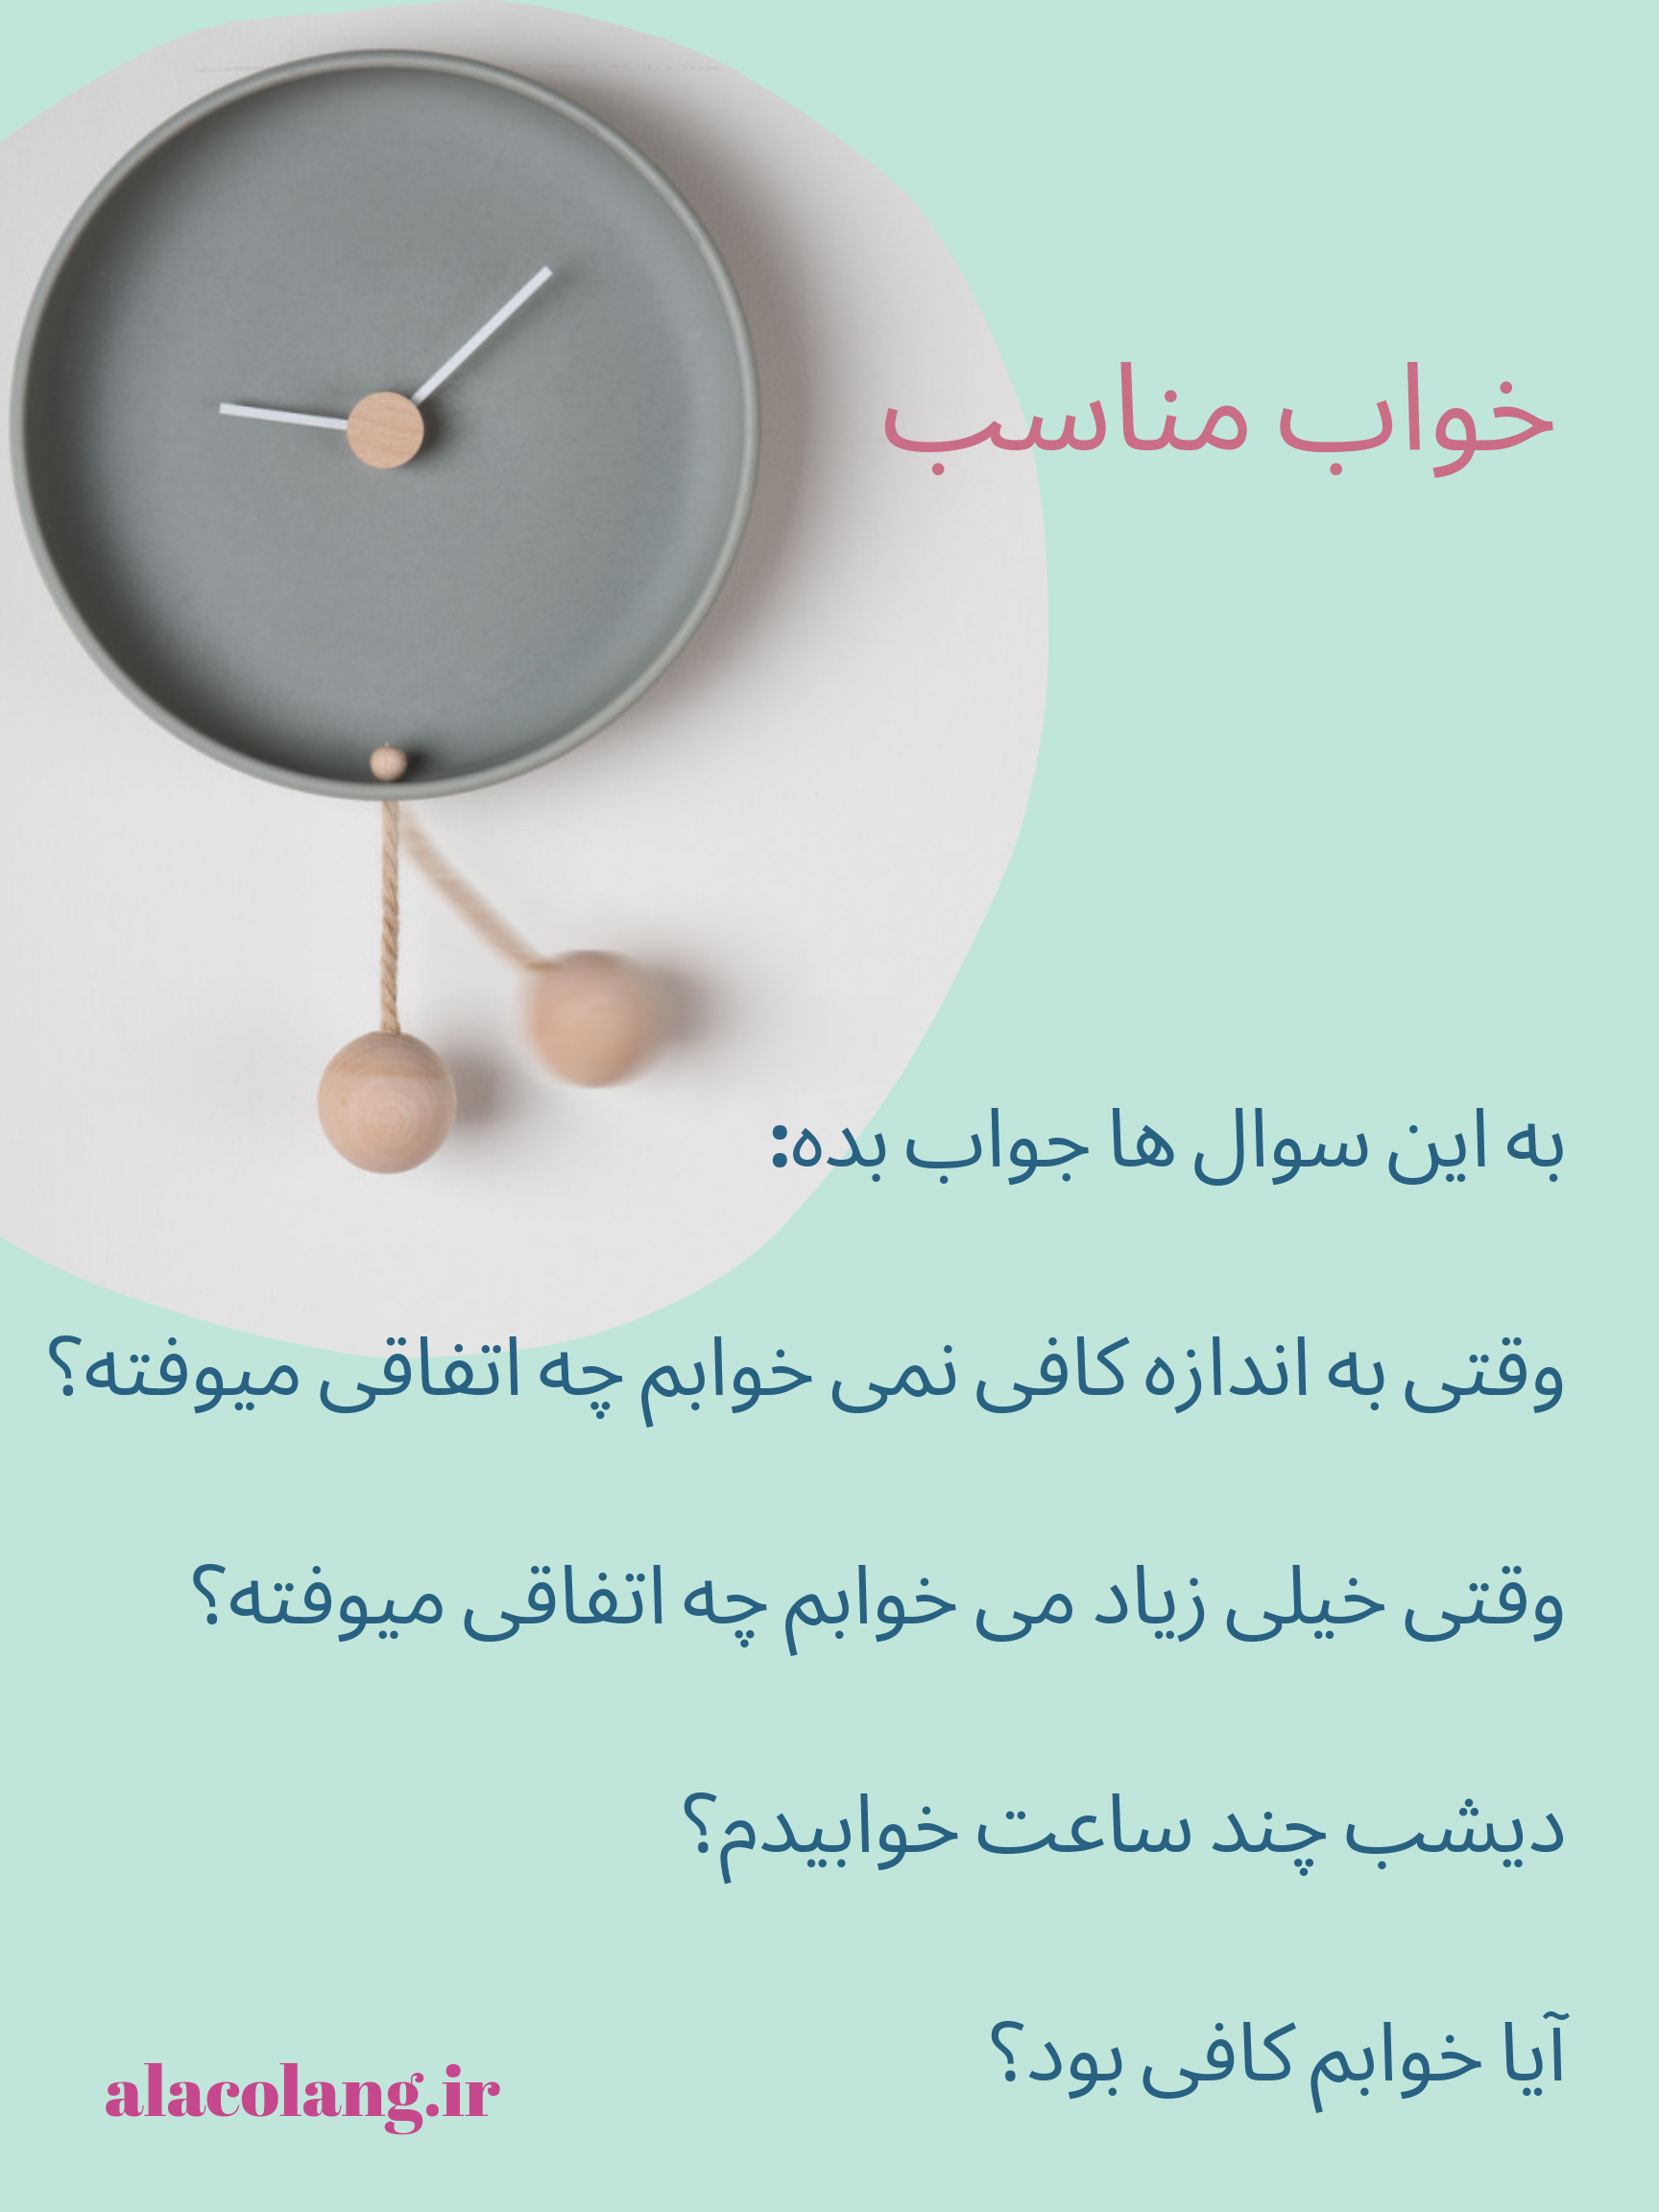 خواب مناسب
به این سوال ها جواب بده:
وقتی به اندازه کافی نمی خوابم چه اتفاقی میوفته؟
وقتی خیلی زیاد می خوابم چه اتفاقی میوفته؟
دیشب چند ساعت خوابیدم؟
آیا خوابم کافی بود؟
alacolang.ir